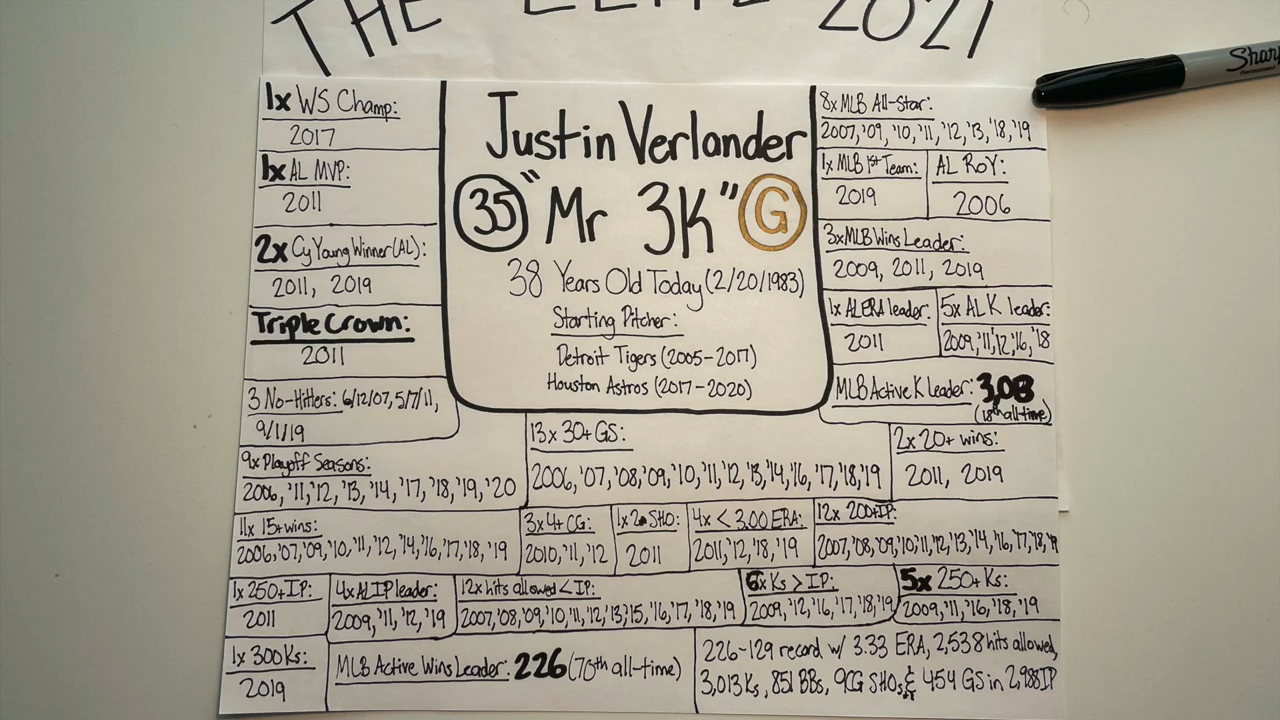 THE ELITE 2021
Sharp
1x WS Champ:
2017
1x AL MVP:
2011
2x Cy Young Winner (AL):
2011, 2019
Triple Crown:
2011
3 No-Hitters: 6/12/07, 5/7/11,
9/1/19
Justin Verlander
35 "Mr 3K" G
38 Years Old Today (2/20/1983)
Starting Pitcher:
Detroit Tigers (2005-2017)
Houston Astros (2017-2020)
8x MLB All-Star:
2007, '09, '10, '11, '12, '13, '18, '19
1x MLB 1st Team:
2019
AL RoY:
2006
3x MLB Wins Leader:
2009, 2011, 2019
1x AL ERA leader:
2011
5x AL K leader:
2009, '11, '12, '16, '18
MLB Active K Leader:
(18th all-time)
9x Playoff Seasons:
2006, '11, '12, '13, '14, '17, '18, '19, '20
13x 30+ GS:
2006, '07, '08, '09, '10, '11, '12, '13, '14, '16, '17, '18, '19
2x 20+ wins:
2011, 2019
11x 15+ wins:
2006, '07, '09, '10, '11, '12, '14, '16, '17, '18, '19
3x 4+ CG:
2010, '11, '12
1x 2 SHO:
2011
4x < 3.00 ERA:
2011, '12, '18, '19
12x 200+ IP:
2007, '08, '09, '10, '11, '12, '13, '14, '16, '17, '18, '19
1x 250+ IP:
2011
4x AL IP leader:
2009, '11, '12, '19
12x hits allowed < IP:
2007, '08, '09, '10, '11, '12, '13, '15, '16, '17, '18, '19
6x Ks > IP:
2009, '12, '16, '17, '18, '19
5x 250+ Ks:
2009, '11, '16, '18, '19
1x 300 Ks:
2019
MLB Active Wins Leader: 226 (70th all-time)
226-129 record w/ 3.33 ERA, 2,538 hits allowed,
3,013 Ks, 851 BBs, 9 CG SHOs, & 454 GS in 2,988 IP